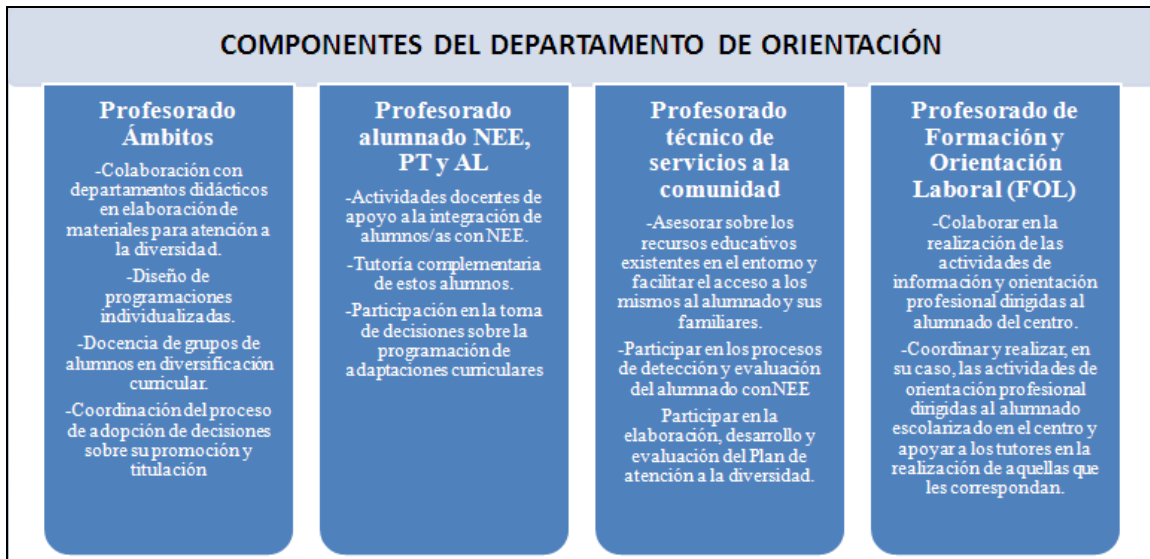 COMPONENTES DEL DEPARTAMENTO DE ORIENTACIÓN
Profesorado
Ámbitos
-Colaboración con
departamentos didácticos
en elaboración de
materiales para atención a
la diversidad.
-Diseño de
programaciones
individualizadas.
-Docencia de grupos de
alumnos en diversificación
curricular.
-Coordinación del proceso
de adopción de decisiones
sobre su promoción y
titulación
Profesorado
alumnado NEE,
PT y AL
-Actividades docentes de
apoyo a la integración de
alumnos/as con NEE.
-Tutoría complementaria
de estos alumnos.
-Participación en la toma
de decisiones sobre la
programación de
adaptaciones curriculares
Profesorado
técnico de
servicios a la
comunidad
-Asesorar sobre los
recursos educativos
existentes en el entorno y
facilitar el acceso a los
mismos al alumnado y sus
familiares.
-Participar en los procesos
de detección y evaluación
del alumnado con NEE
Participar en la
elaboración, desarrollo y
evaluación del Plan de
atención a la diversidad.
Profesorado de
Formación y
Orientación
Laboral (FOL)
-Colaborar en la
realización de las
actividades de
información y orientación
profesional dirigidas al
alumnado del centro.
-Coordinar y realizar, en
su caso, las actividades de
orientación profesional
dirigidas al alumnado
escolarizado en el centro y
apoyar a los tutores en la
realización de aquellas que
les correspondan.